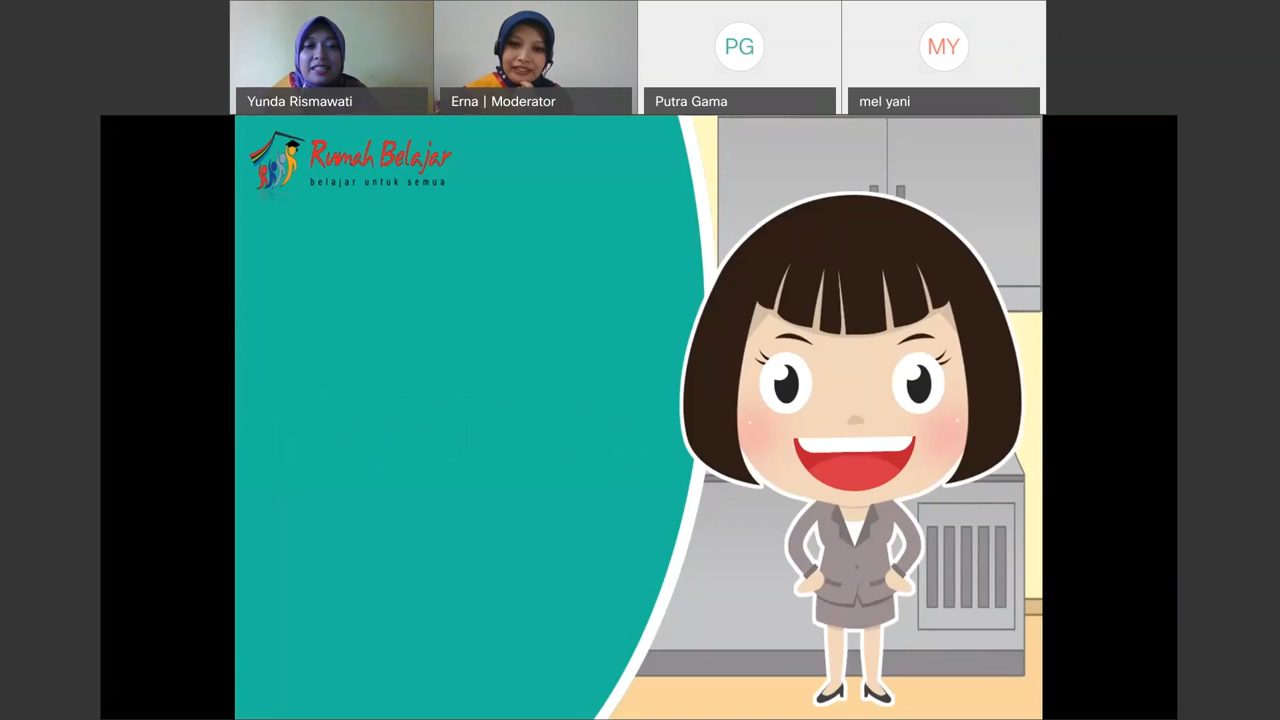 PG
MY
Yunda Rismawati
Erna | Moderator
Putra Gama
mel yani
Rumah Belajar
belajar untuk semua